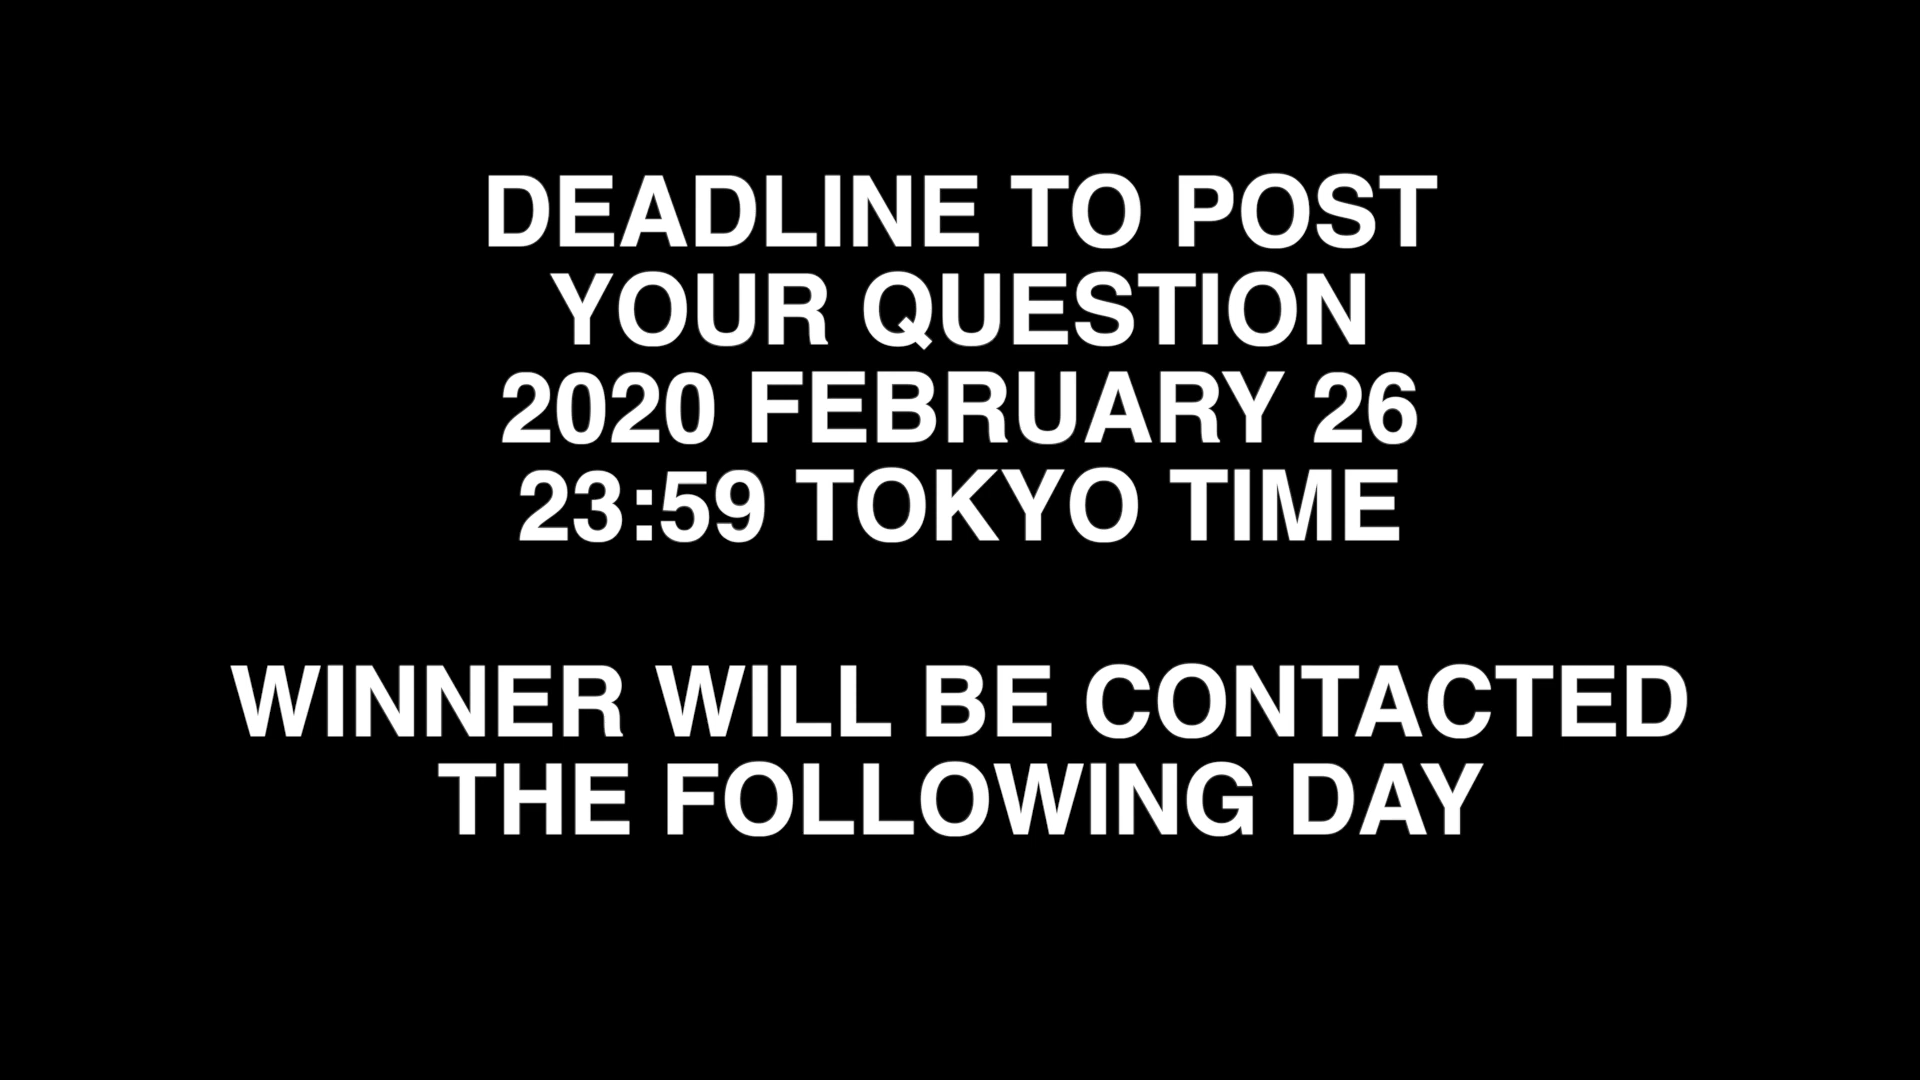 DEADLINE TO POST
YOUR QUESTION
2020 FEBRUARY 26
23:59 TOKYO TIME
WINNER WILL BE CONTACTED
THE FOLLOWING DAY